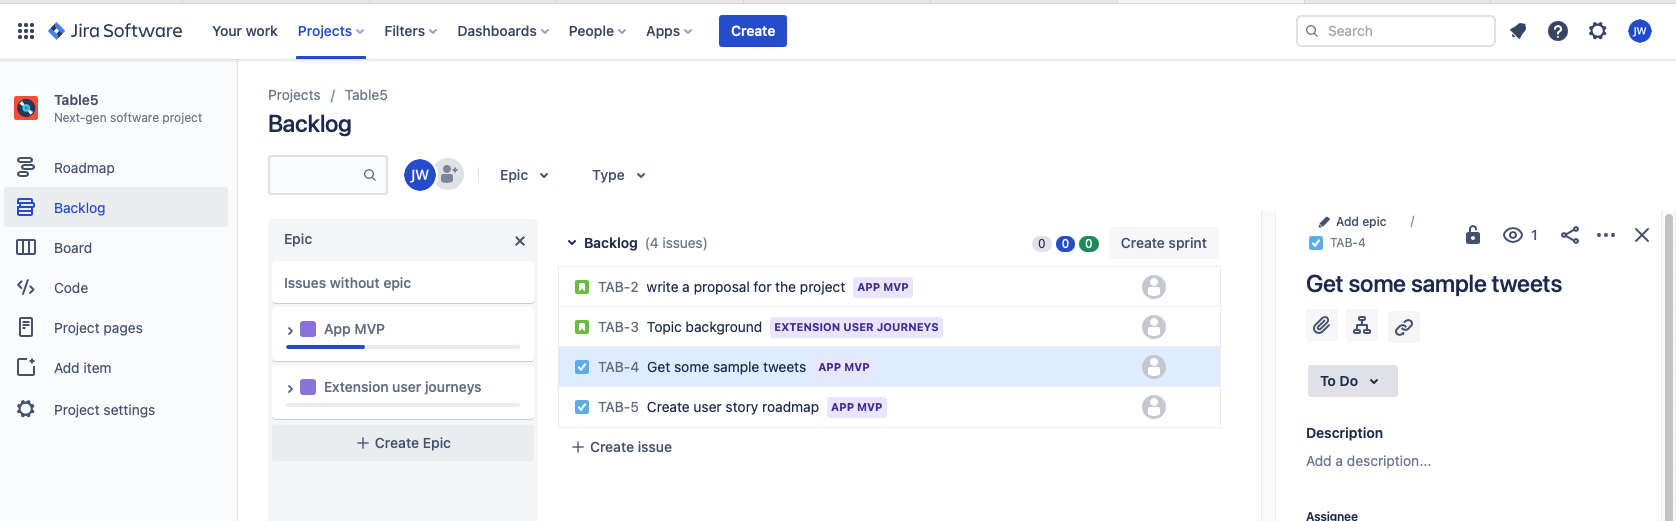 Jira Software
Your work
Projects
Filters
Dashboards
People
Apps
Create
Search
JW
Table5
Next-gen software project
Roadmap
Backlog
Board
Code
Project pages
Add item
Project settings
Projects / Table5
Backlog
JW
Epic
Type
Epic
Issues without epic
App MVP
Extension user journeys
Create Epic
Backlog (4 issues)
0 0 0
Create sprint
TAB-2 write a proposal for the project APP MVP
TAB-3 Topic background EXTENSION USER JOURNEYS
TAB-4 Get some sample tweets APP MVP
TAB-5 Create user story roadmap APP MVP
Create issue
Add epic /
TAB-4
1
Get some sample tweets
To Do
Description
Add a description...
Assignee